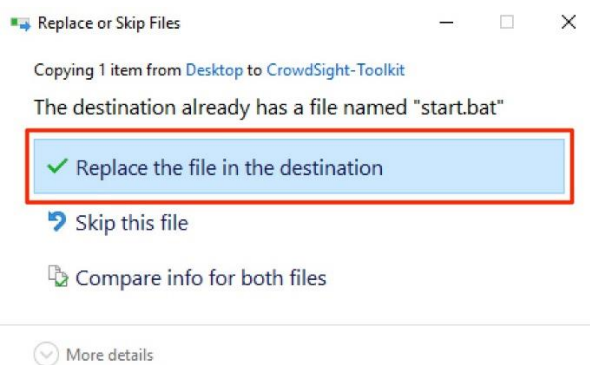 Replace or Skip Files
Copying 1 item from Desktop to CrowdSight-Toolkit
The destination already has a file named "start.bat"
Replace the file in the destination
Skip this file
Compare info for both files
More details